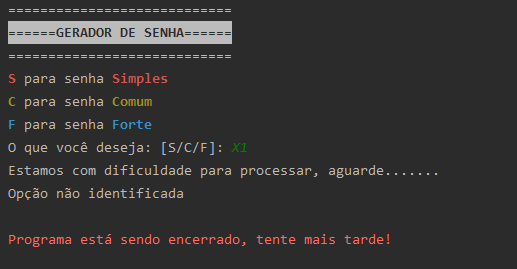 ============================
======GERADOR DE SENHA======
============================
S para senha Simples
C para senha Comum
F para senha Forte
O que você deseja: [S/C/F]: X1
Estamos com dificuldade para processar, aguarde.......
Opção não identificada
Programa está sendo encerrado, tente mais tarde!